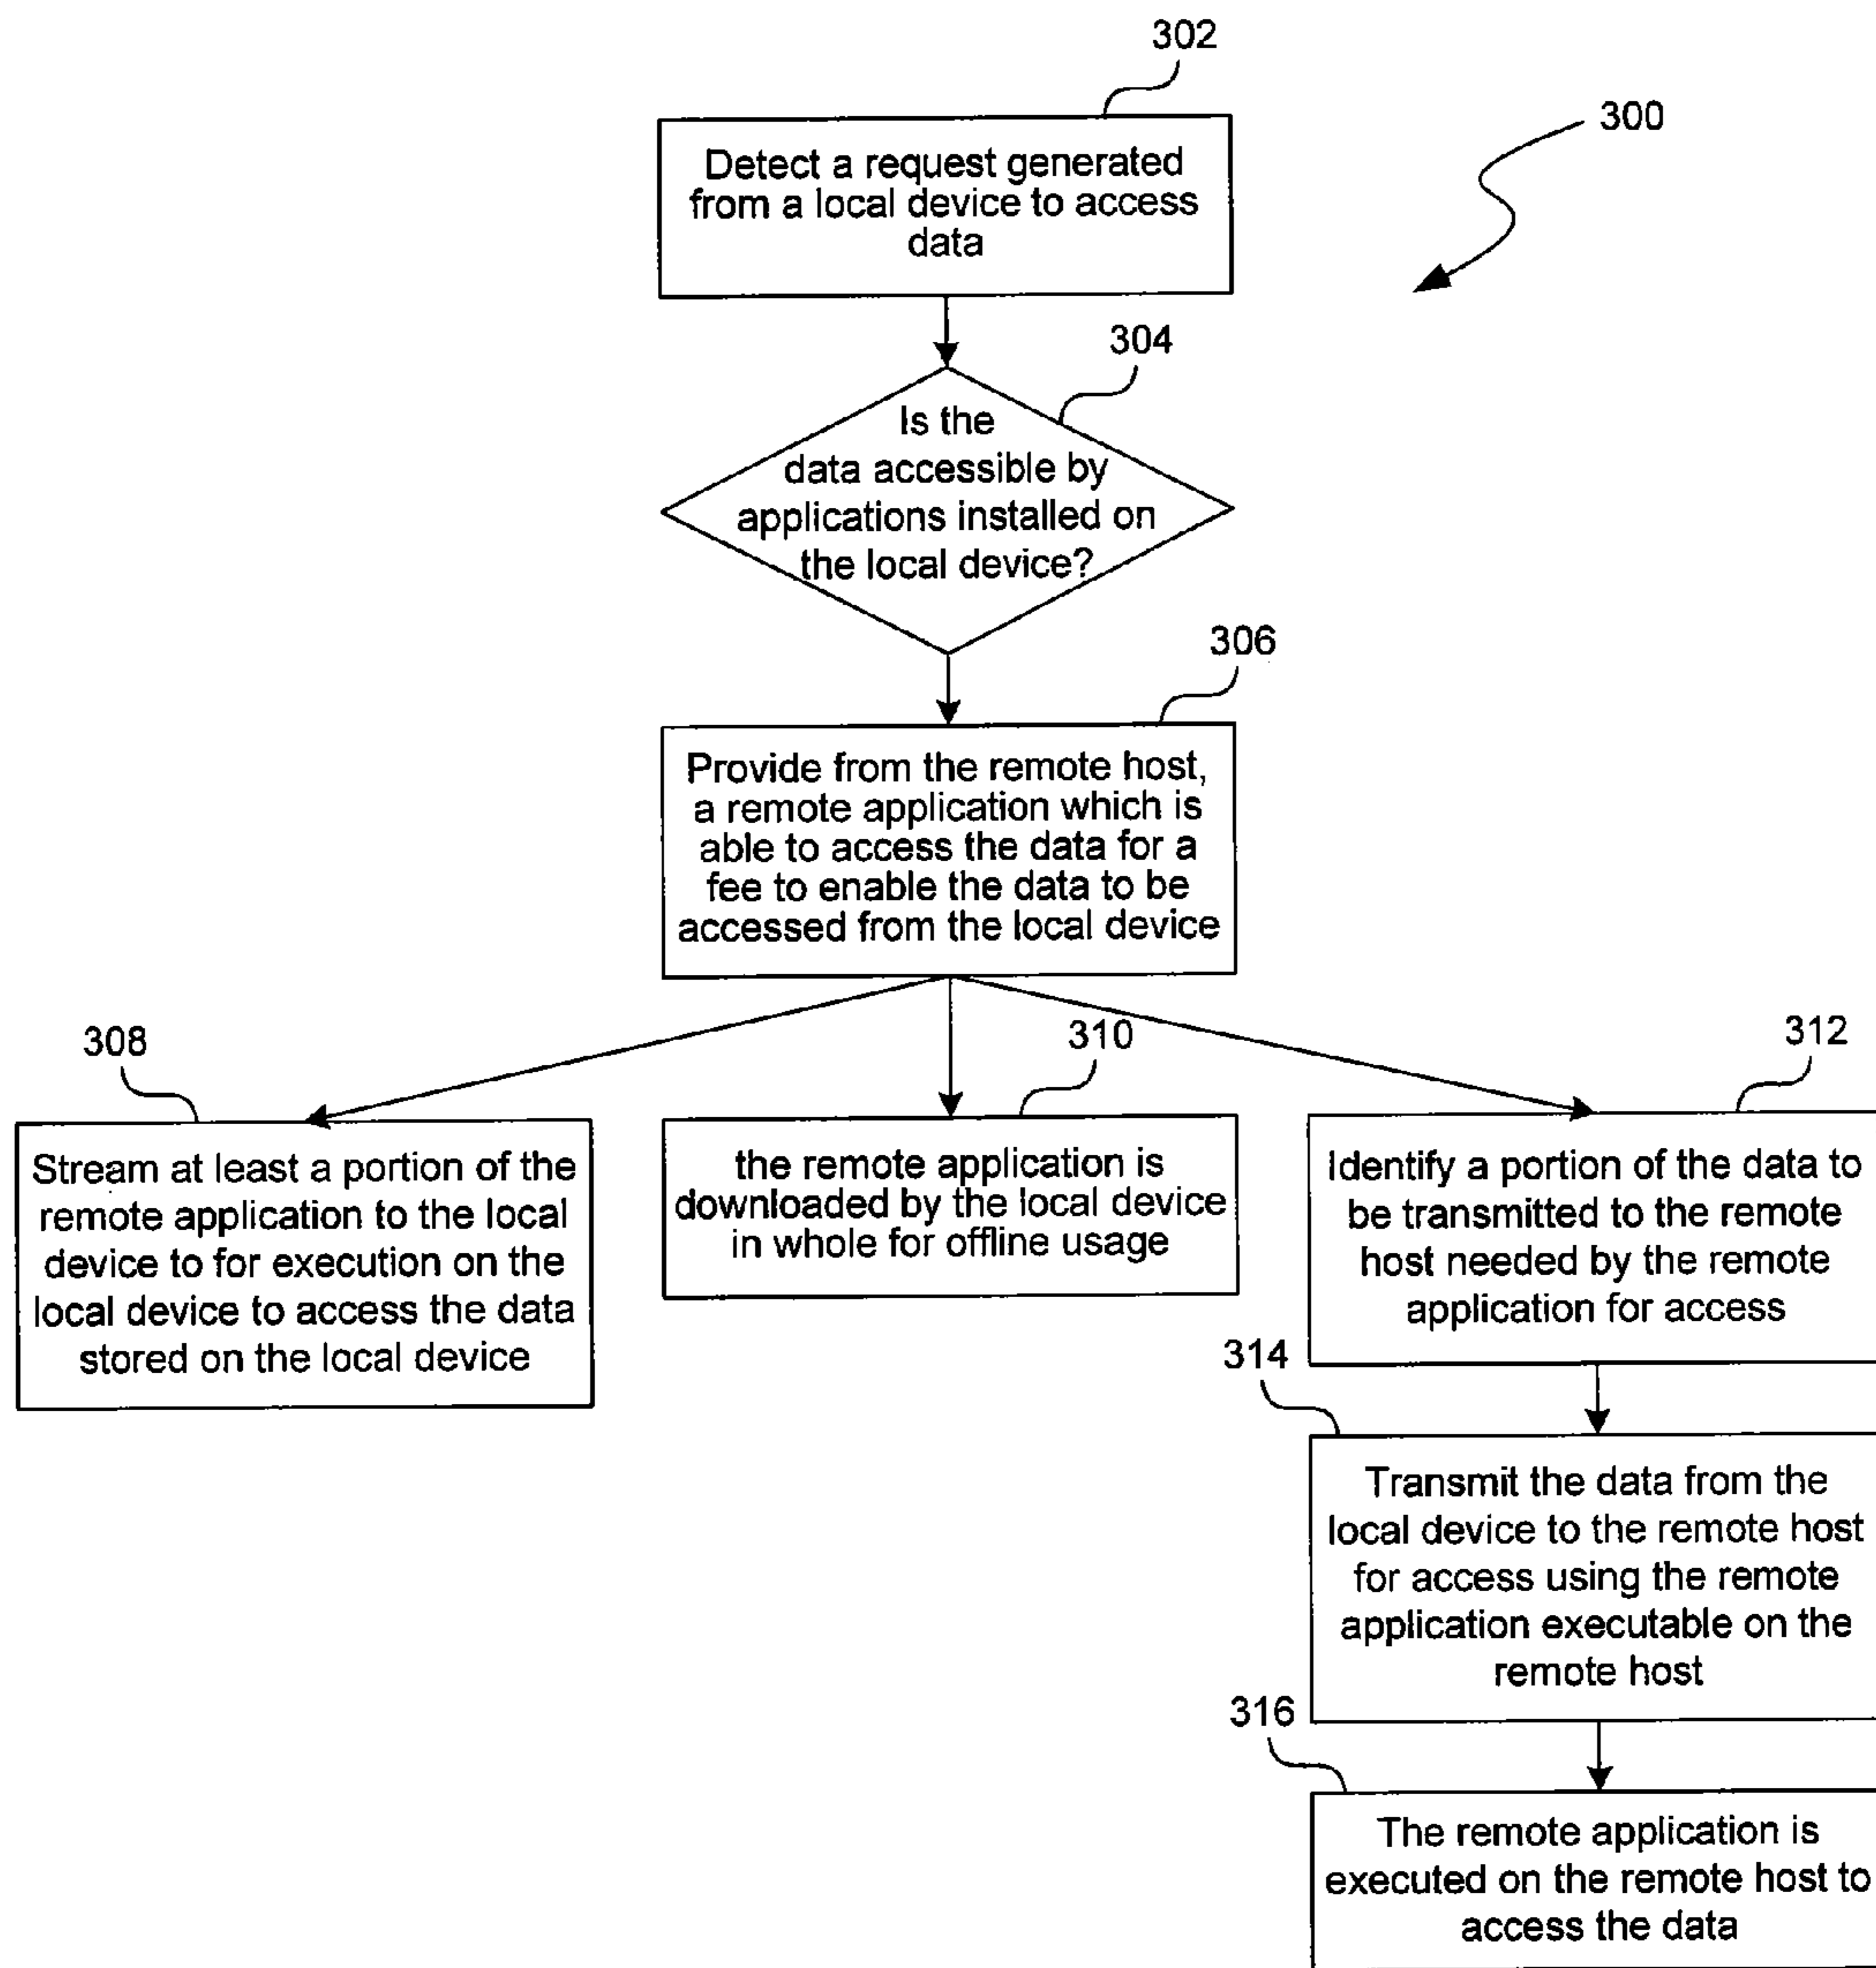 302
300
Detect a request generated
from a local device to access
data
304
Is the
data accessible by
applications installed on
the local device?
306
Provide from the remote host,
a remote application which is
able to access the data for a
fee to enable the data to be
accessed from the local device
308
310
312
Stream at least a portion of the
remote application to the local
device to for execution on the
local device to access the data
stored on the local device
the remote application is
downloaded by the local device
in whole for offline usage
Identify a portion of the data to
be transmitted to the remote
host needed by the remote
application for access
314
Transmit the data from the
local device to the remote host
for access using the remote
application executable on the
remote host
316
The remote application is
executed on the remote host to
access the data